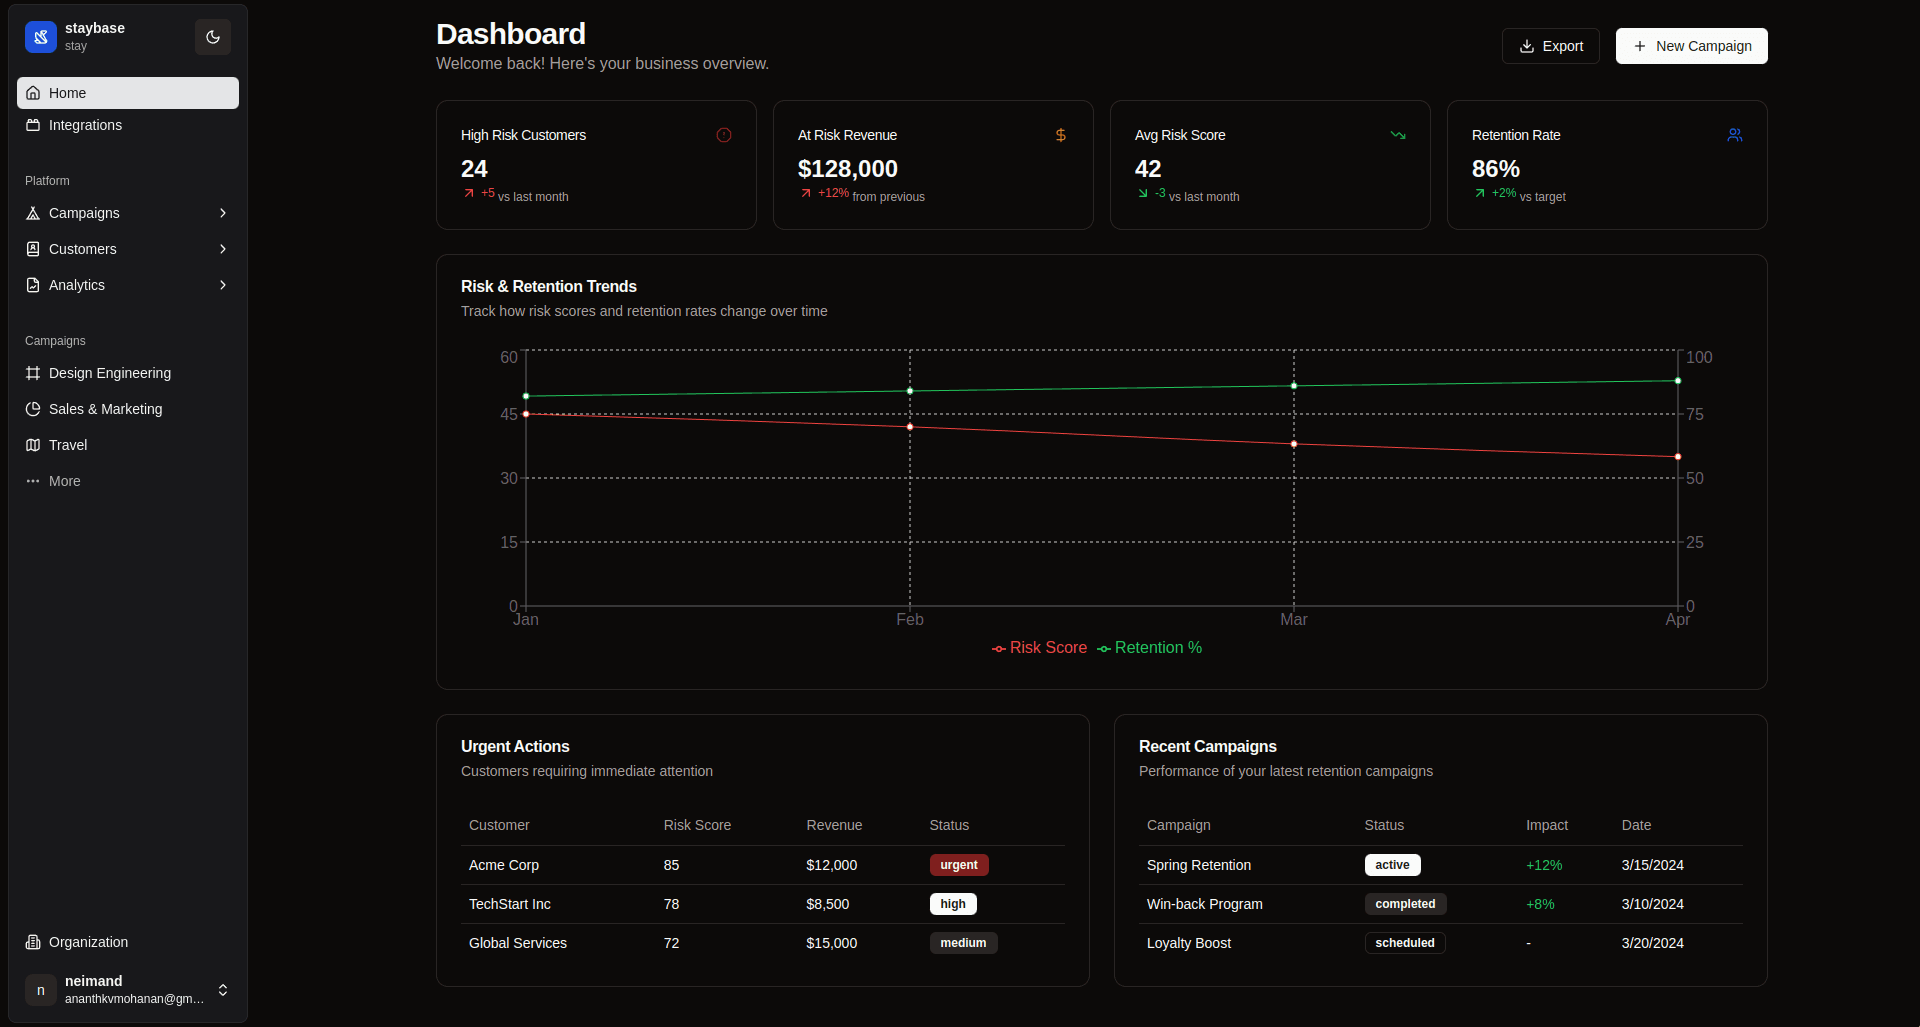 staybase
stay
Home
Integrations
Platform
Campaigns
Customers
Analytics
Campaigns
Design Engineering
Sales & Marketing
Travel
More
Organization
n
neimand
ananthkvmohanan@gm...
Dashboard
Welcome back! Here's your business overview.
Export
New Campaign
High Risk Customers
24
+5 vs last month
At Risk Revenue
$128,000
+12% from previous
Avg Risk Score
42
-3 vs last month
Retention Rate
86%
+2% vs target
Risk & Retention Trends
Track how risk scores and retention rates change over time
60 100
45 75
30 50
15 25
0 0
Jan Feb Mar Apr
Risk Score Retention %
Urgent Actions
Customers requiring immediate attention
Customer Risk Score Revenue Status
Acme Corp 85 $12,000 urgent
TechStart Inc 78 $8,500 high
Global Services 72 $15,000 medium
Recent Campaigns
Performance of your latest retention campaigns
Campaign Status Impact Date
Spring Retention active +12% 3/15/2024
Win-back Program completed +8% 3/10/2024
Loyalty Boost scheduled - 3/20/2024